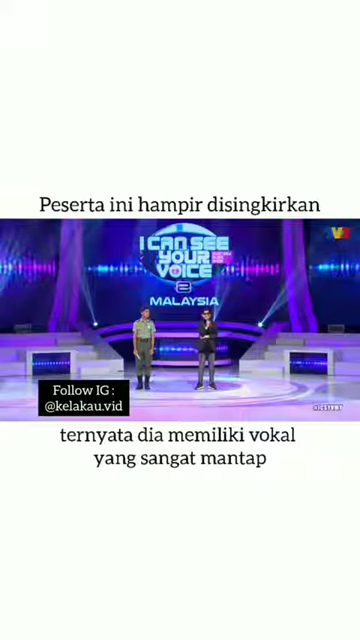 Peserta ini hampir disingkirkan
I CAN SEE
YOUR
VOICE
2
MALAYSIA
Follow IG :
@kelakau.vid
ternyata dia memiliki vokal
yang sangat mantap